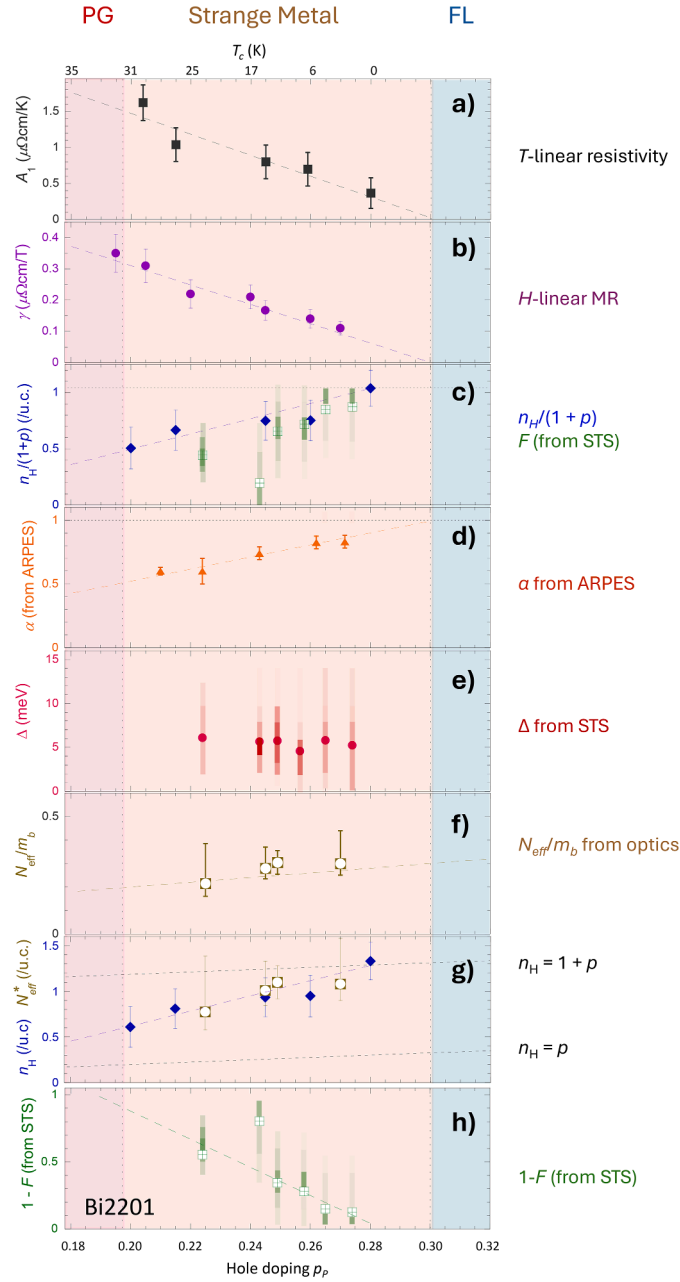 PG Strange Metal FL
T_c (K)
35 31 25 17 6 0
a)
A_1 (μΩcm/K)
1.5
1
0.5
0
T-linear resistivity
b)
γ (μΩcm/T)
0.4
0.3
0.2
0.1
0
H-linear MR
c)
n_H/(1+p) (/u.c.)
1
0.5
0
n_H/(1 + p)
F (from STS)
d)
α (from ARPES)
1
0.5
0
α from ARPES
e)
Δ (meV)
15
10
5
0
Δ from STS
f)
N_eff/m_b
0.5
0
N_eff/m_b from optics
g)
n_H (/u.c) N*_eff (/u.c.)
1.5
1
0.5
0
n_H = 1 + p
n_H = p
h)
1 - F (from STS)
1
0.5
0
1-F (from STS)
Bi2201
0.18 0.20 0.22 0.24 0.26 0.28 0.30 0.32
Hole doping p_P